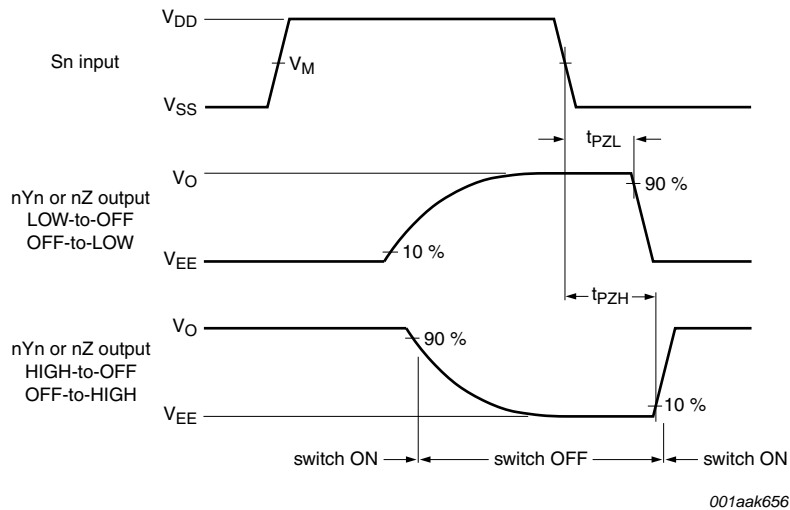 VDD
Sn input
VM
VSS
tPZL
VO
90 %
nYn or nZ output
LOW-to-OFF
OFF-to-LOW
10 %
VEE
tPZH
VO
90 %
nYn or nZ output
HIGH-to-OFF
OFF-to-HIGH
10 %
VEE
switch ON
switch OFF
switch ON
001aak656